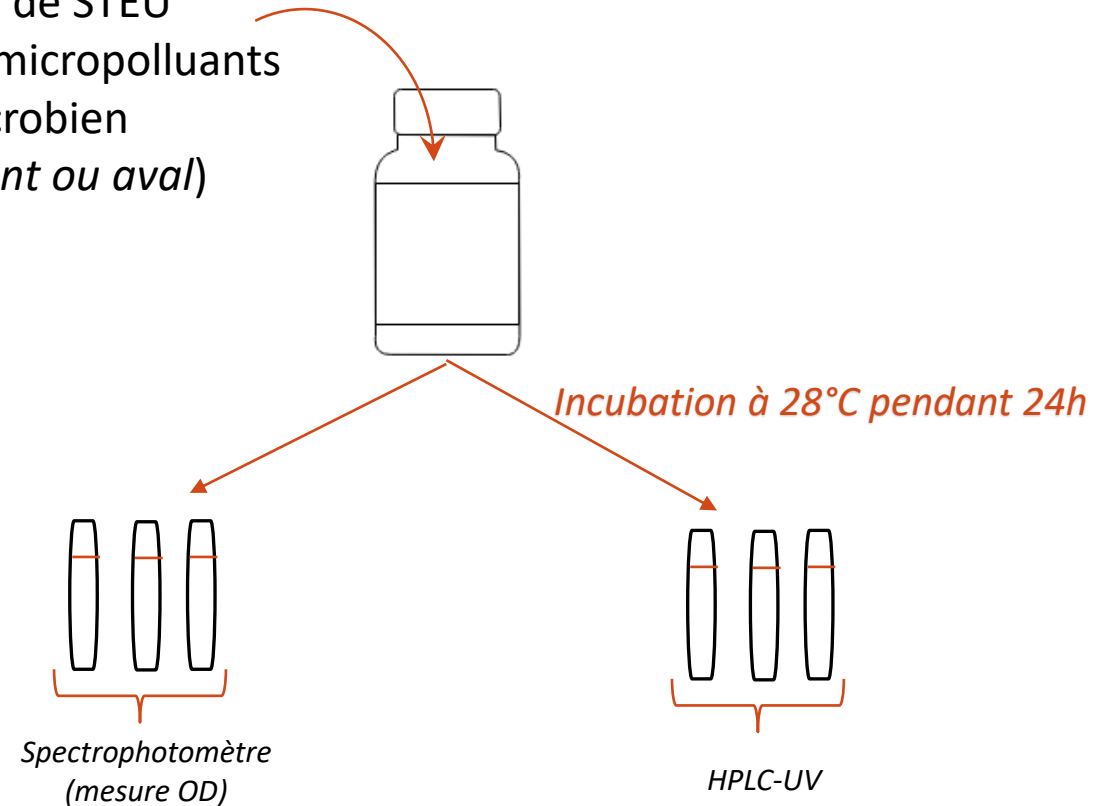 de STEU
micropolluants
crobien
nt ou aval)
Incubation à 28°C pendant 24h
Spectrophotomètre
(mesure OD)
HPLC-UV